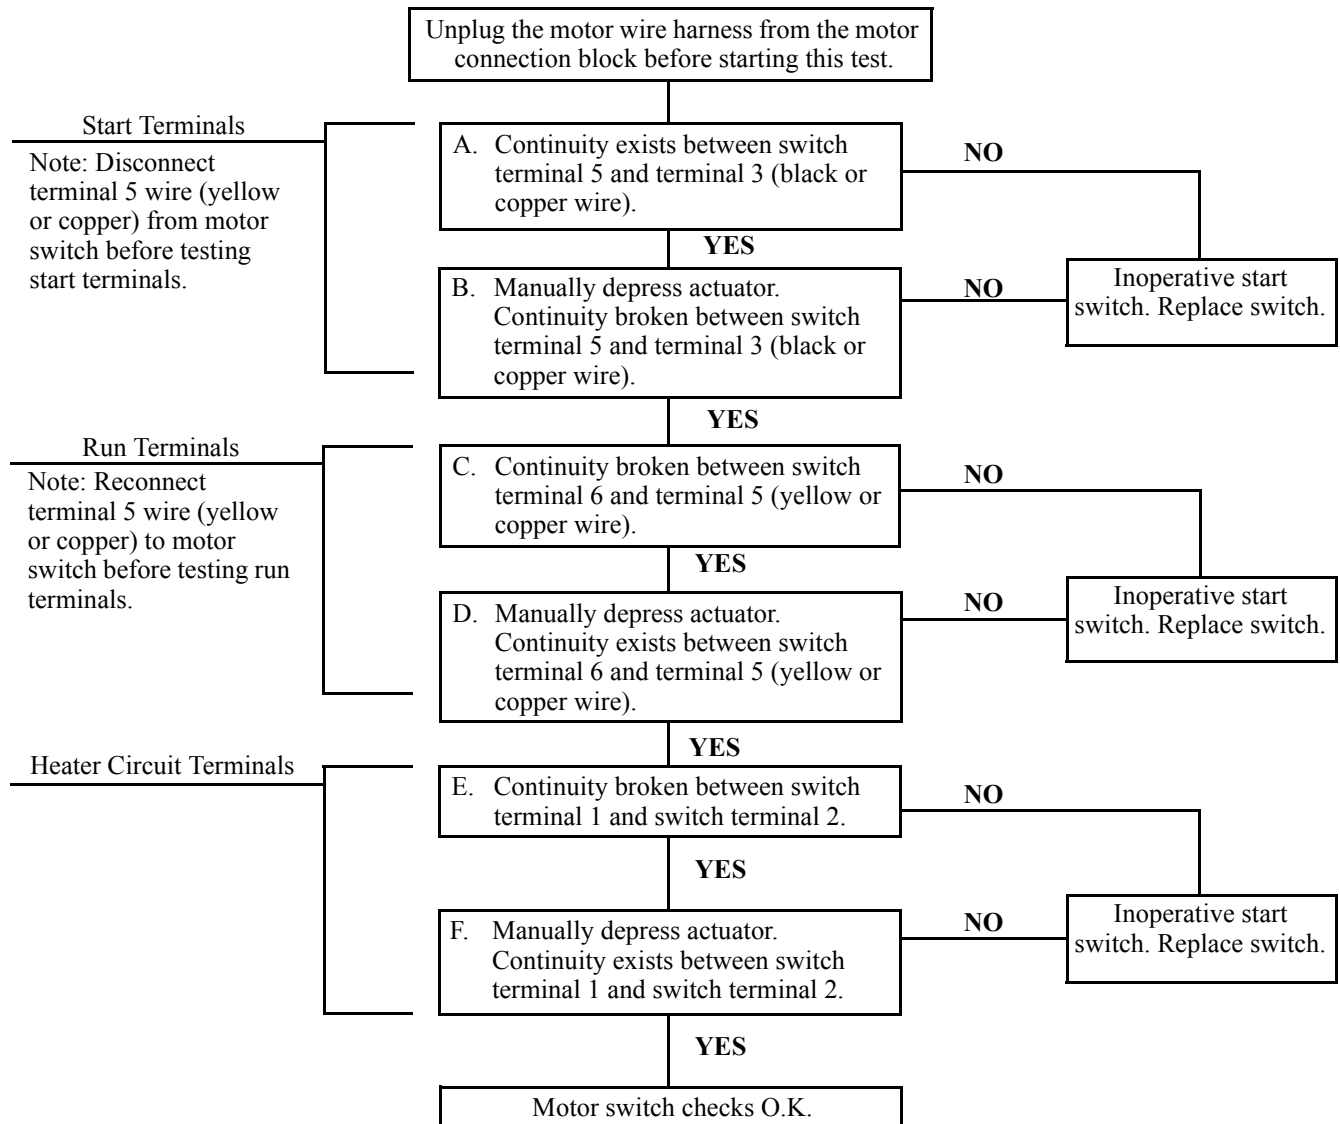 Unplug the motor wire harness from the motor
connection block before starting this test.
Start Terminals
Note: Disconnect
terminal 5 wire (yellow
or copper) from motor
switch before testing
start terminals.
A. Continuity exists between switch
terminal 5 and terminal 3 (black or
copper wire).
NO
YES
B. Manually depress actuator.
Continuity broken between switch
terminal 5 and terminal 3 (black or
copper wire).
NO
Inoperative start
switch. Replace switch.
YES
Run Terminals
Note: Reconnect
terminal 5 wire (yellow
or copper) to motor
switch before testing run
terminals.
C. Continuity broken between switch
terminal 6 and terminal 5 (yellow or
copper wire).
NO
YES
D. Manually depress actuator.
Continuity exists between switch
terminal 6 and terminal 5 (yellow or
copper wire).
NO
Inoperative start
switch. Replace switch.
YES
Heater Circuit Terminals
E. Continuity broken between switch
terminal 1 and switch terminal 2.
NO
YES
F. Manually depress actuator.
Continuity exists between switch
terminal 1 and switch terminal 2.
NO
Inoperative start
switch. Replace switch.
YES
Motor switch checks O.K.